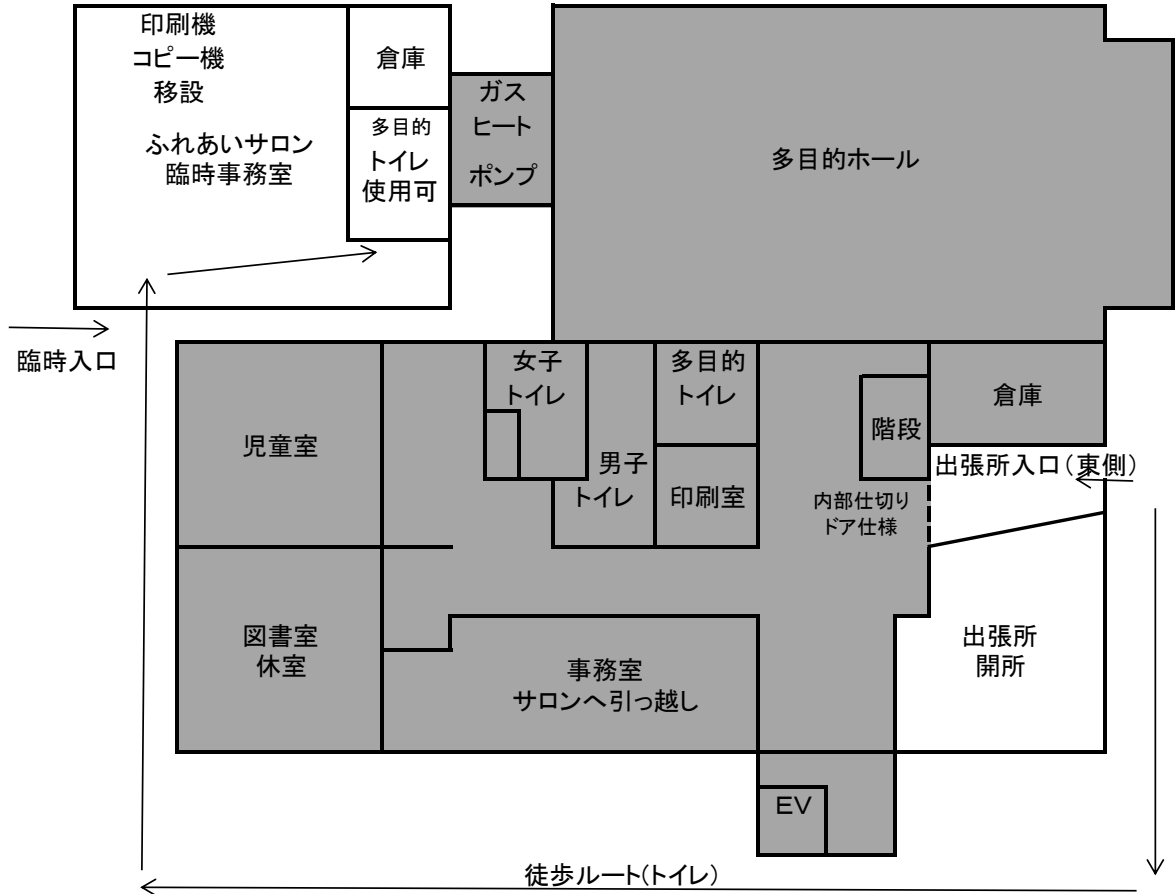 印刷機
コピー機
移設
ふれあいサロン
臨時事務室
倉庫
多目的
トイレ
使用可
ガス
ヒート
ポンプ
多目的ホール
臨時入口
児童室
女子
トイレ
男子
トイレ
多目的
トイレ
印刷室
階段
倉庫
出張所入口(東側)
内部仕切り
ドア仕様
図書室
休室
事務室
サロンへ引っ越し
出張所
開所
EV
徒歩ルート(トイレ)